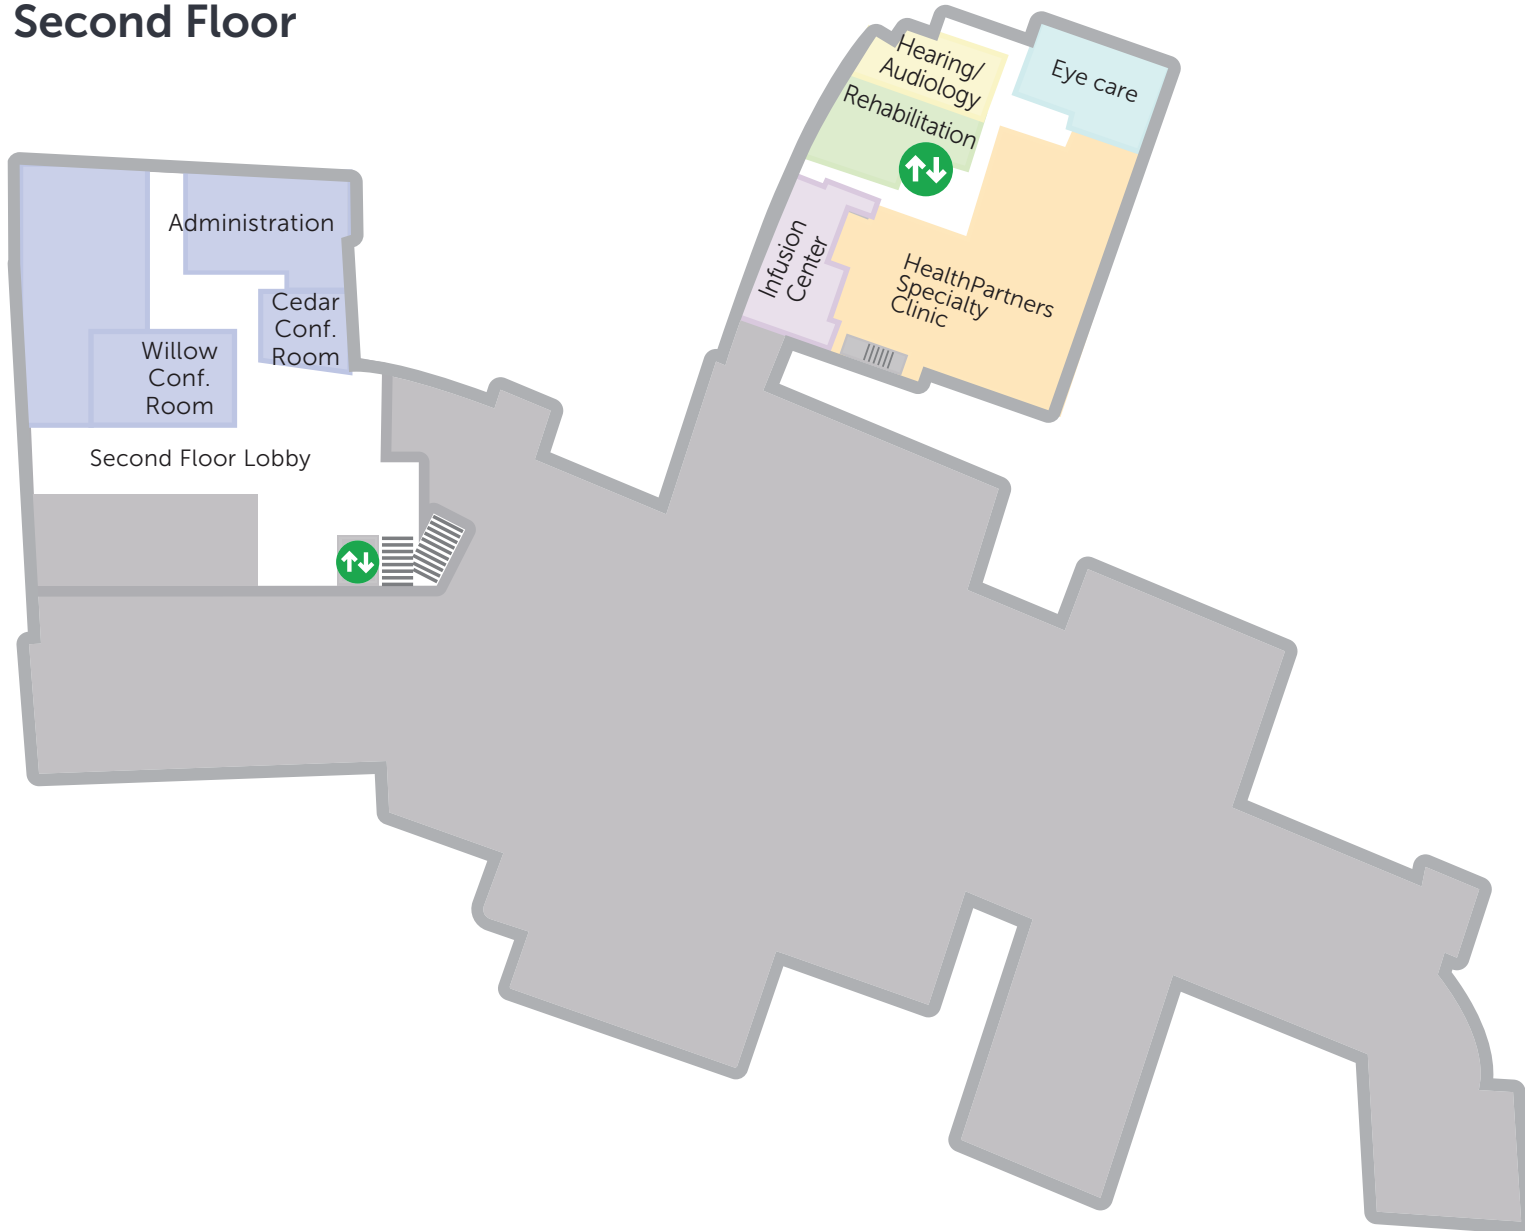 Second Floor
Hearing/
Audiology
Rehabilitation
Eye care
Infusion
Center
HealthPartners
Specialty
Clinic
Administration
Cedar
Conf.
Room
Willow
Conf.
Room
Second Floor Lobby